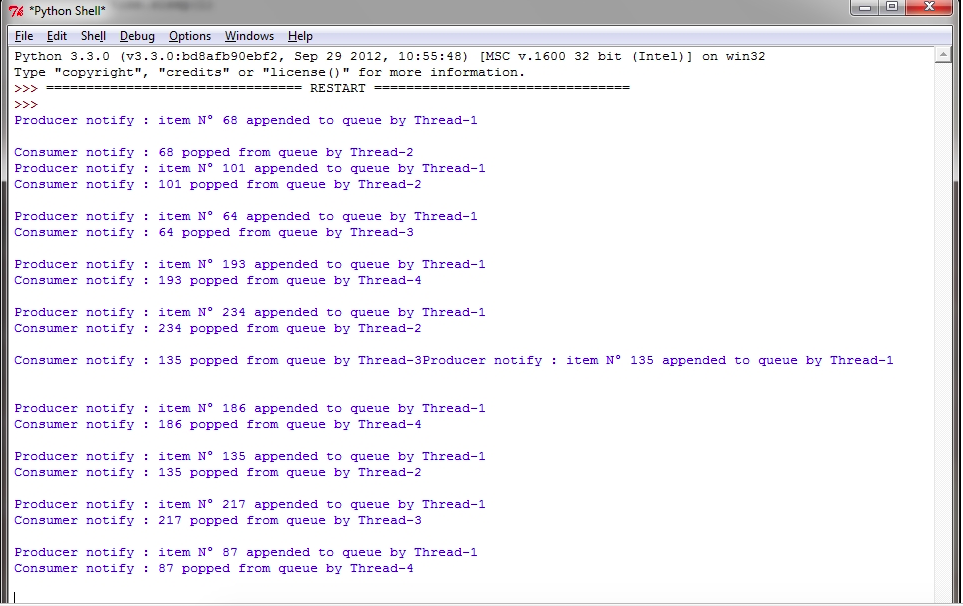 *Python Shell*
File Edit Shell Debug Options Windows Help
Python 3.3.0 (v3.3.0:bd8afb90ebf2, Sep 29 2012, 10:55:48) [MSC v.1600 32 bit (Intel)] on win32
Type "copyright", "credits" or "license()" for more information.
>>> ================================ RESTART ================================
>>>
Producer notify : item N° 68 appended to queue by Thread-1
Consumer notify : 68 popped from queue by Thread-2
Producer notify : item N° 101 appended to queue by Thread-1
Consumer notify : 101 popped from queue by Thread-2
Producer notify : item N° 64 appended to queue by Thread-1
Consumer notify : 64 popped from queue by Thread-3
Producer notify : item N° 193 appended to queue by Thread-1
Consumer notify : 193 popped from queue by Thread-4
Producer notify : item N° 234 appended to queue by Thread-1
Consumer notify : 234 popped from queue by Thread-2
Consumer notify : 135 popped from queue by Thread-3Producer notify : item N° 135 appended to queue by Thread-1
Producer notify : item N° 186 appended to queue by Thread-1
Consumer notify : 186 popped from queue by Thread-4
Producer notify : item N° 135 appended to queue by Thread-1
Consumer notify : 135 popped from queue by Thread-2
Producer notify : item N° 217 appended to queue by Thread-1
Consumer notify : 217 popped from queue by Thread-3
Producer notify : item N° 87 appended to queue by Thread-1
Consumer notify : 87 popped from queue by Thread-4